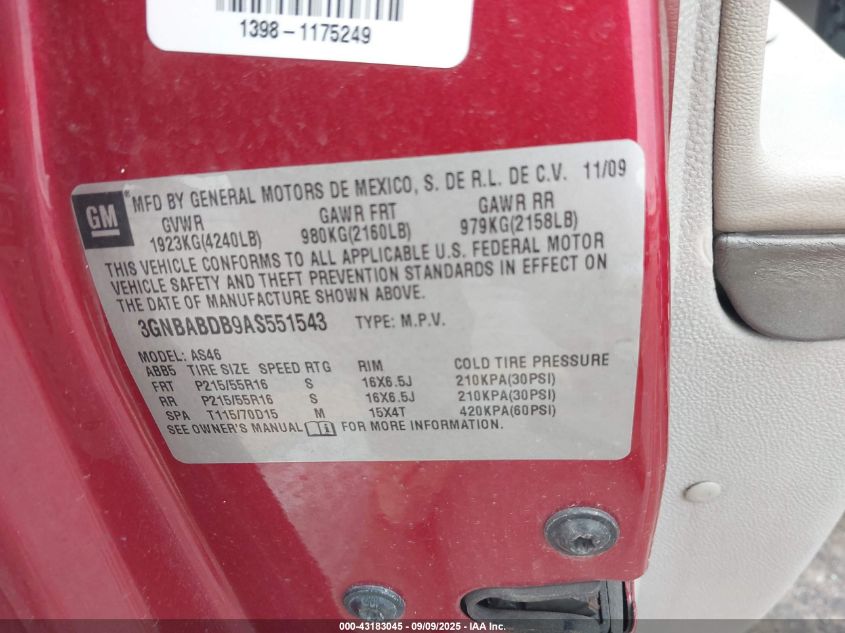 1398-1175249
GM
MFD BY GENERAL MOTORS DE MEXICO, S. DE R.L. DE C.V. 11/09
GVWR GAWR FRT GAWR RR
1923KG(4240LB) 980KG(2160LB) 979KG(2158LB)
THIS VEHICLE CONFORMS TO ALL APPLICABLE U.S. FEDERAL MOTOR
VEHICLE SAFETY AND THEFT PREVENTION STANDARDS IN EFFECT ON
THE DATE OF MANUFACTURE SHOWN ABOVE.
3GNBABDB9AS551543 TYPE: M.P.V.
MODEL: AS46
ABB5 TIRE SIZE SPEED RTG RIM COLD TIRE PRESSURE
FRT P215/55R16 S 16X6.5J 210KPA(30PSI)
RR P215/55R16 S 16X6.5J 210KPA(30PSI)
SPA T115/70D15 M 15X4T 420KPA(60PSI)
SEE OWNER'S MANUAL FOR MORE INFORMATION.
000-43183045 - 09/09/2025 - IAA Inc.